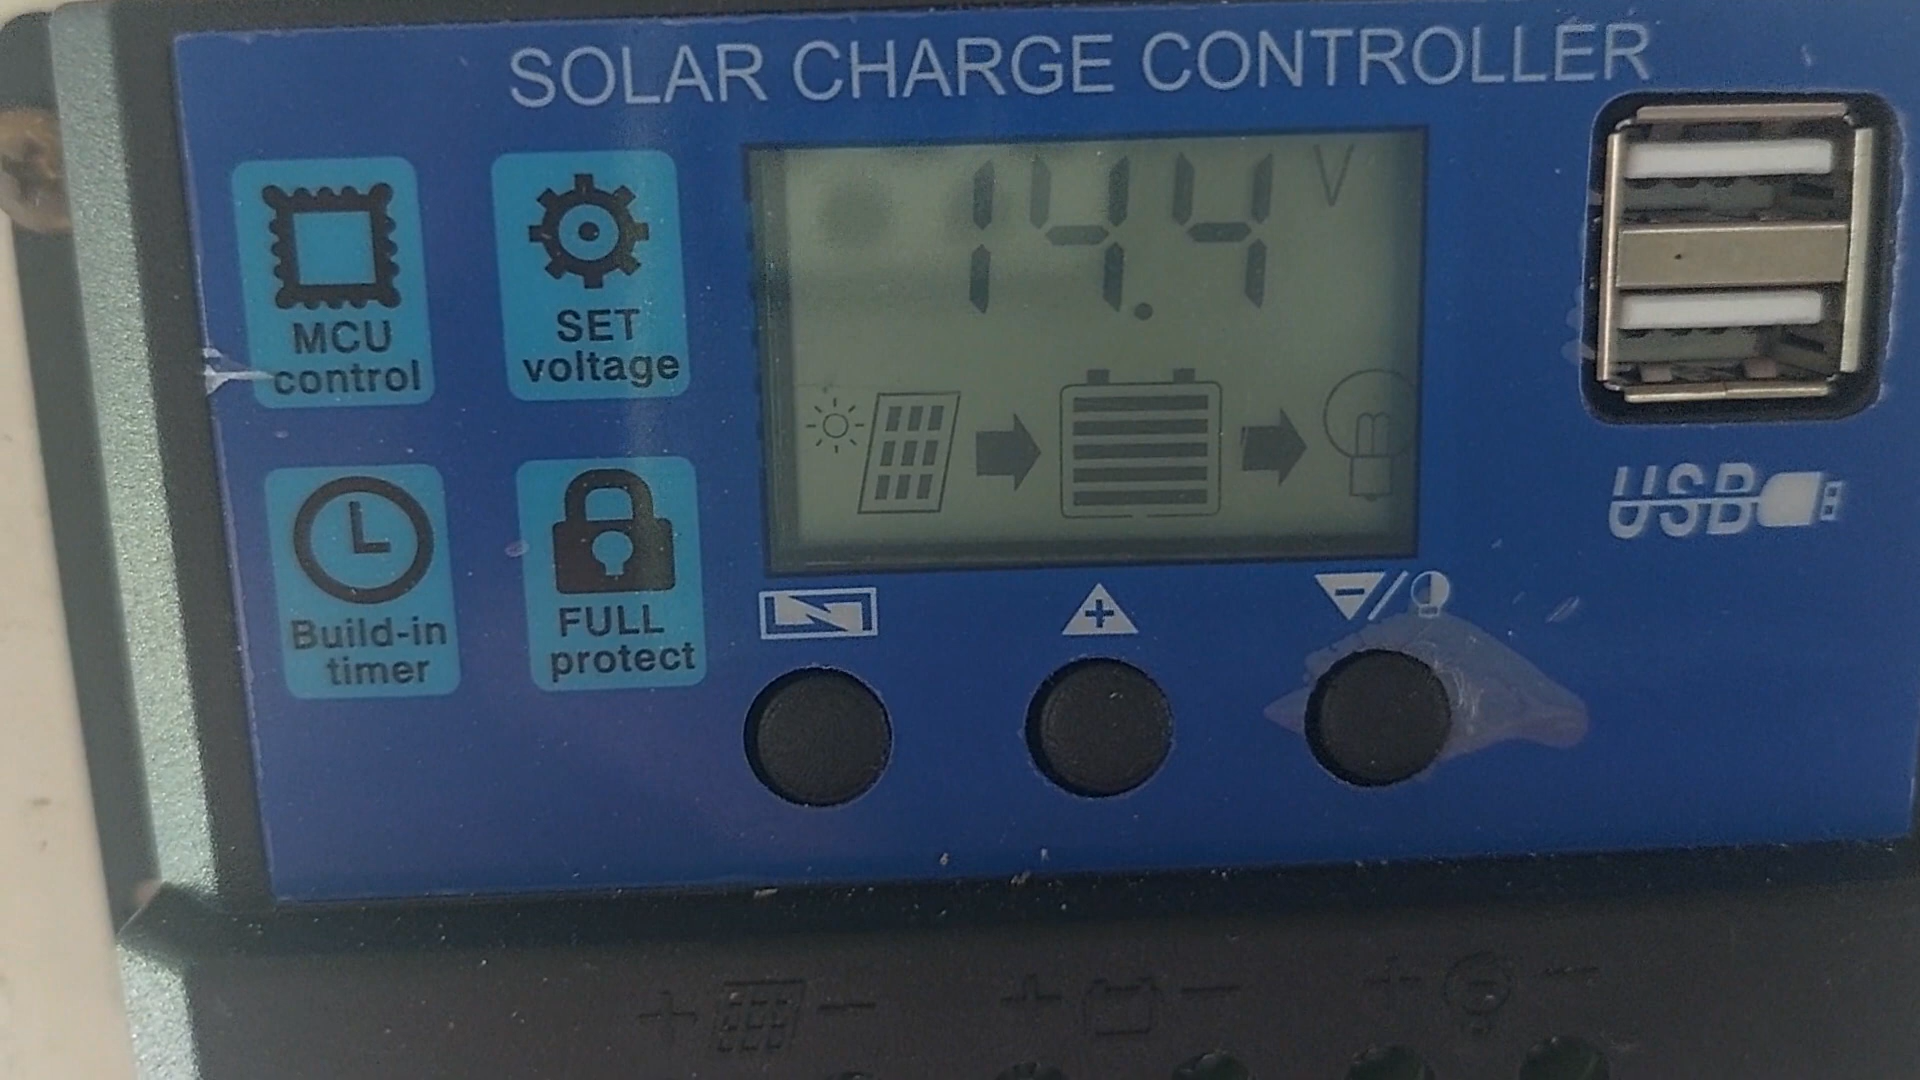 SOLAR CHARGE CONTROLLER
14.4 V
MCU
control
SET
voltage
Build-in
timer
FULL
protect
USB